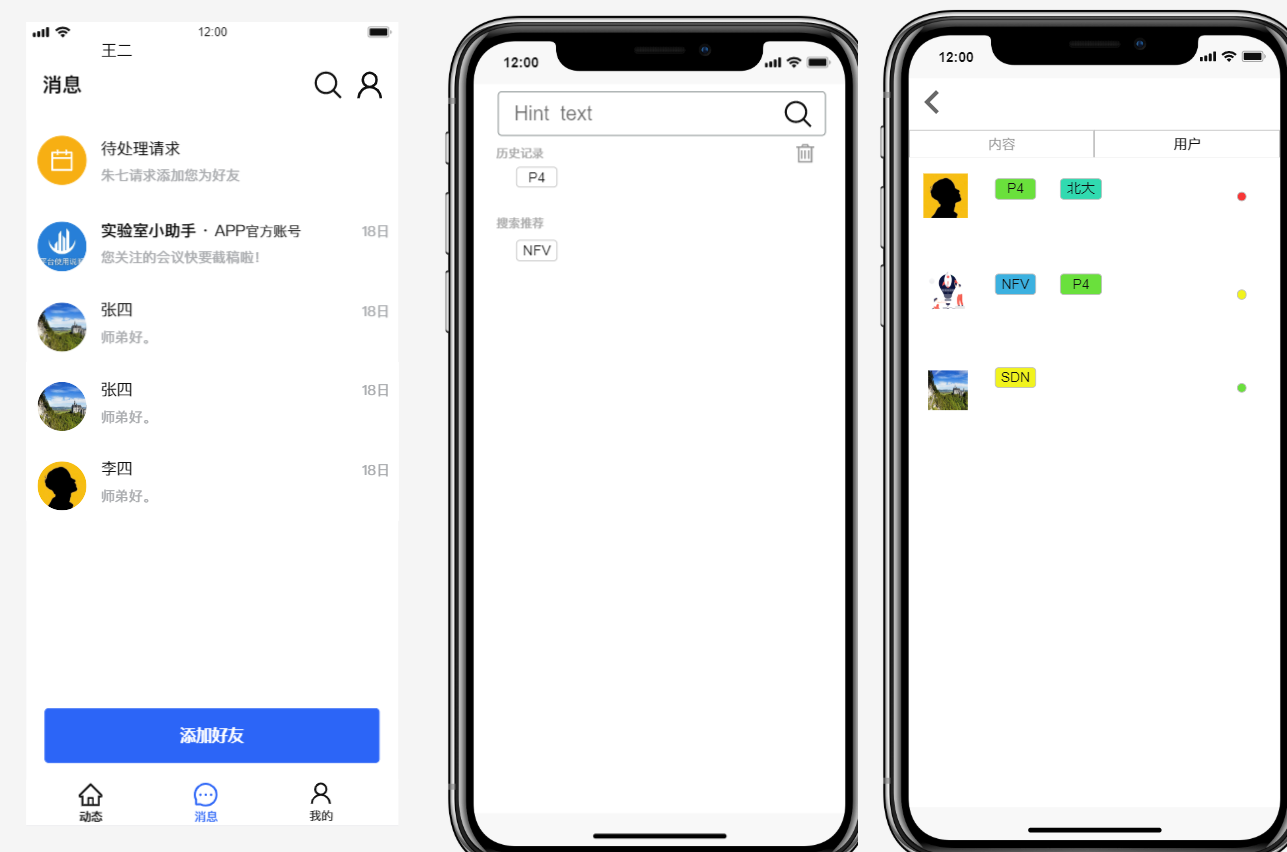 12:00
王二
消息
待处理请求
朱七请求添加您为好友
实验室小助手 · APP官方账号 18日
您关注的会议快要截稿啦!
张四 18日
师弟好。
张四 18日
师弟好。
李四 18日
师弟好。
添加好友
动态 消息 我的
12:00
Hint text
历史记录
P4
搜索推荐
NFV
12:00
内容 用户
P4 北大
NFV P4
SDN